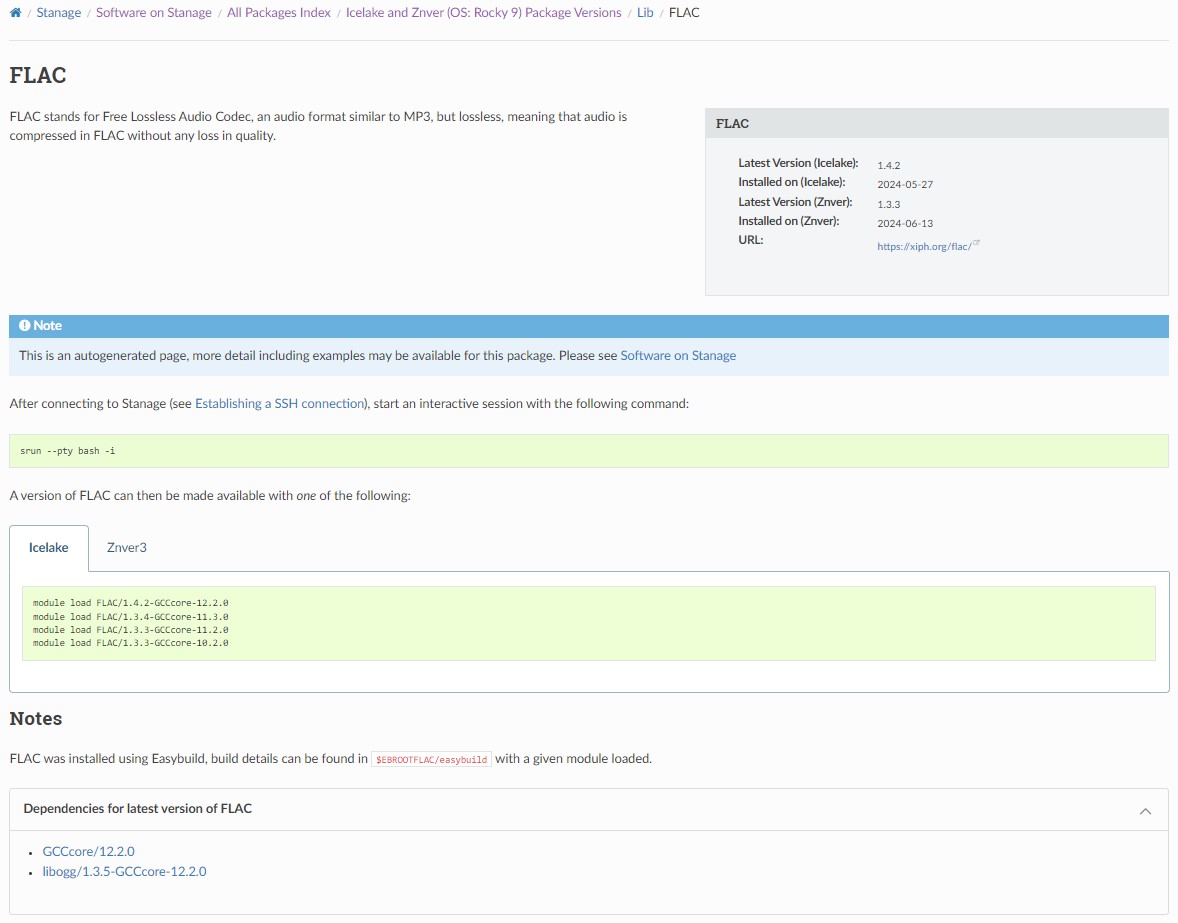 / Stanage / Software on Stanage / All Packages Index / Icelake and Znver (OS: Rocky 9) Package Versions / Lib / FLAC
FLAC
FLAC stands for Free Lossless Audio Codec, an audio format similar to MP3, but lossless, meaning that audio is
compressed in FLAC without any loss in quality.
FLAC
Latest Version (Icelake): 1.4.2
Installed on (Icelake): 2024-05-27
Latest Version (Znver): 1.3.3
Installed on (Znver): 2024-06-13
URL: https://xiph.org/flac/
Note
This is an autogenerated page, more detail including examples may be available for this package. Please see Software on Stanage
After connecting to Stanage (see Establishing a SSH connection), start an interactive session with the following command:
srun --pty bash -i
A version of FLAC can then be made available with one of the following:
Icelake Znver3
module load FLAC/1.4.2-GCCcore-12.2.0
module load FLAC/1.3.4-GCCcore-11.3.0
module load FLAC/1.3.3-GCCcore-11.2.0
module load FLAC/1.3.3-GCCcore-10.2.0
Notes
FLAC was installed using Easybuild, build details can be found in $EBROOTFLAC/easybuild with a given module loaded.
Dependencies for latest version of FLAC
• GCCcore/12.2.0
• libogg/1.3.5-GCCcore-12.2.0